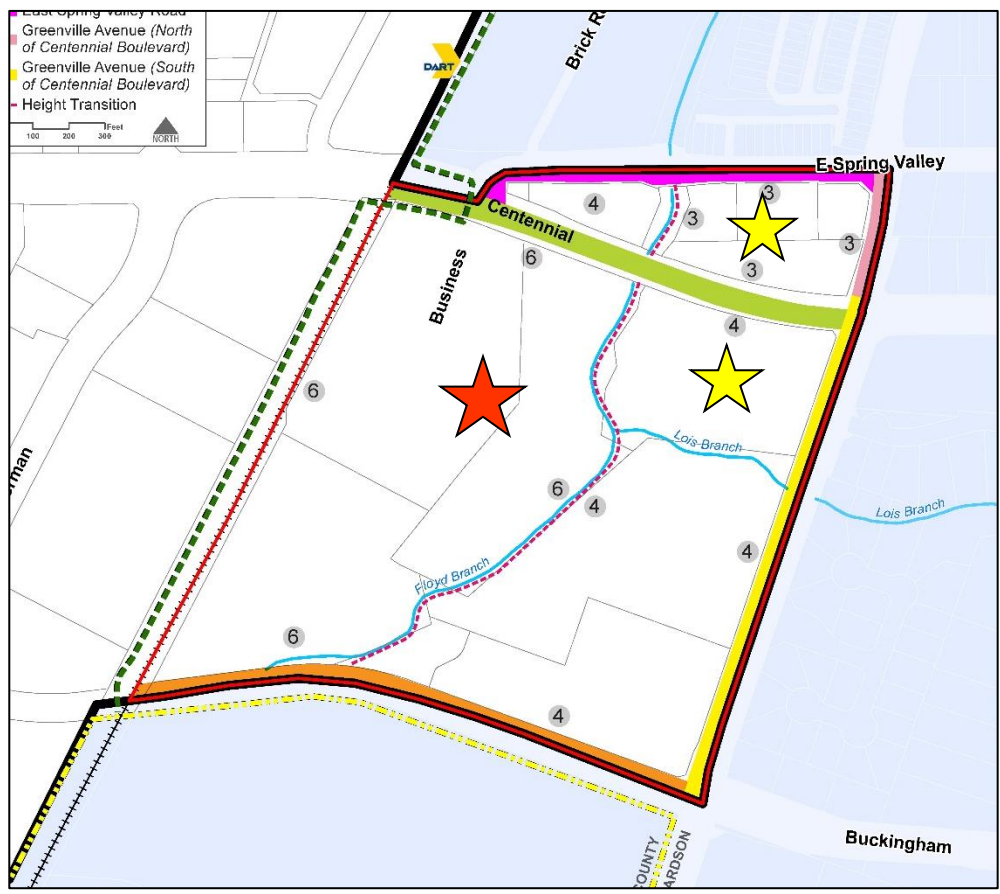 East Spring Valley Road
Greenville Avenue (North
of Centennial Boulevard)
Greenville Avenue (South
of Centennial Boulevard)
Height Transition
Feet
100 200 300
NORTH
DART
Brick
E Spring Valley
Centennial
Business
4
3
3
3
3
6
4
6
Lois Branch
Lois Branch
6
4
4
Floyd Branch
6
4
erman
Buckingham
COUNTY
ARDSON